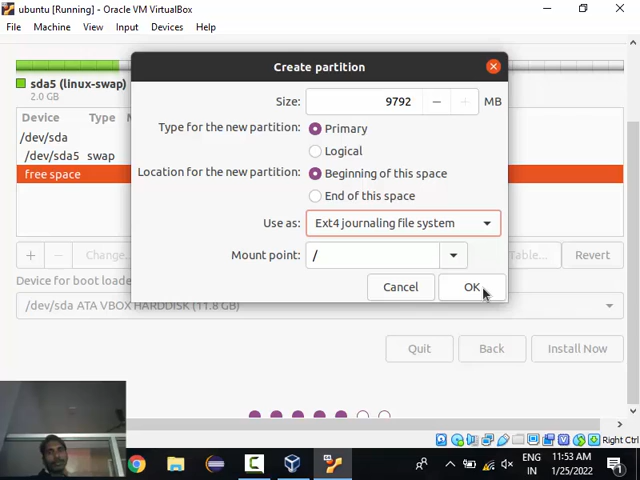 ubuntu [Running] - Oracle VM VirtualBox
File Machine View Input Devices Help
Create partition
sda5 (linux-swap)
2.0 GB
Size: 9792 MB
Device Type
Type for the new partition: Primary
/dev/sda
Logical
/dev/sda5 swap
Location for the new partition: Beginning of this space
free space
End of this space
Use as: Ext4 journaling file system
+ - Change... Mount point: / Table... Revert
Device for boot loade
Cancel OK
/dev/sda ATA VBOX HARDDISK (11.8 GB)
Quit Back Install Now
Right Ctrl
ENG 11:53 AM
IN 1/25/2022
1